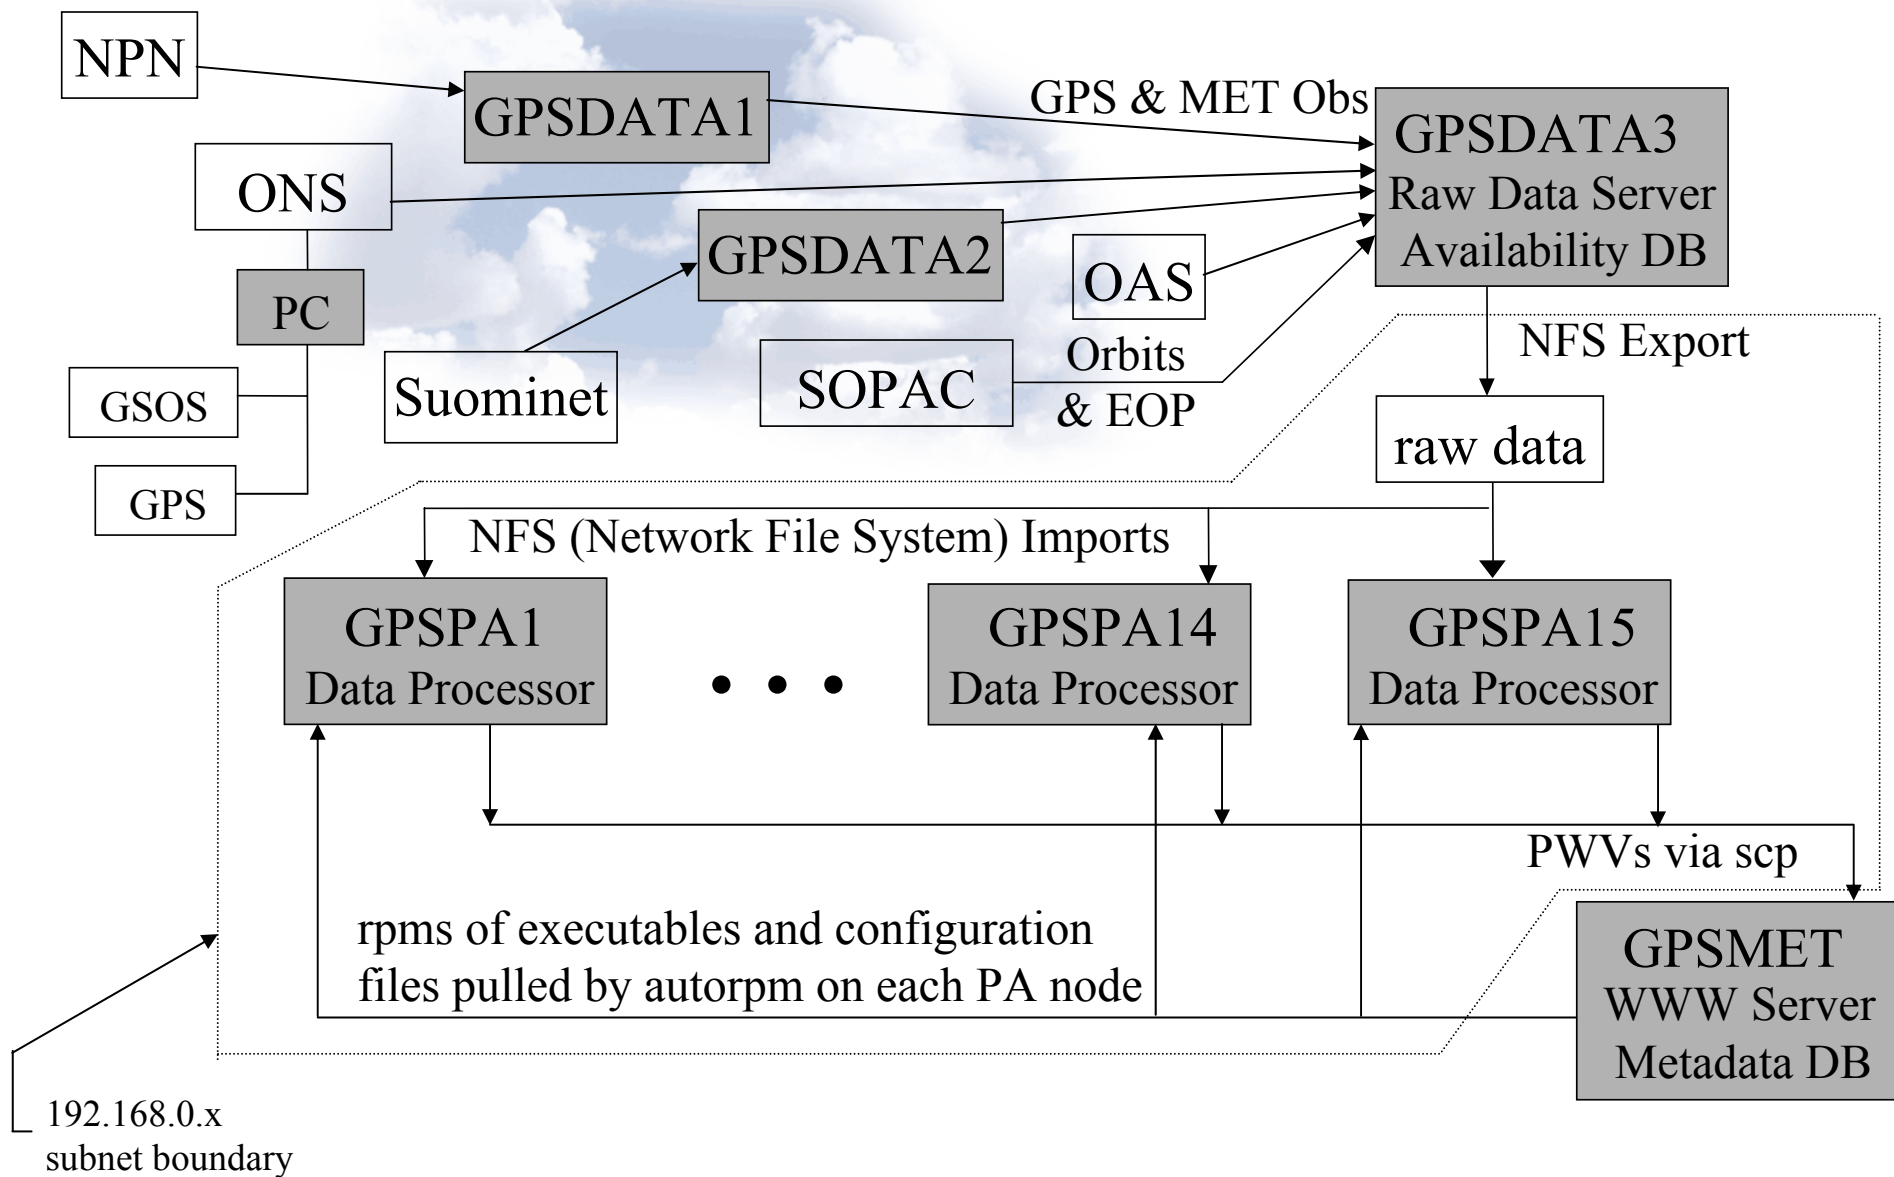 NPN
GPSDATA1
GPS & MET Obs
GPSDATA3
Raw Data Server
Availability DB
ONS
GPSDATA2
OAS
PC
Suominet
SOPAC
Orbits
& EOP
NFS Export
GSOS
GPS
raw data
NFS (Network File System) Imports
GPSPA1
Data Processor
• • •
GPSPA14
Data Processor
GPSPA15
Data Processor
PWVs via scp
rpms of executables and configuration
files pulled by autorpm on each PA node
GPSMET
WWW Server
Metadata DB
192.168.0.x
subnet boundary